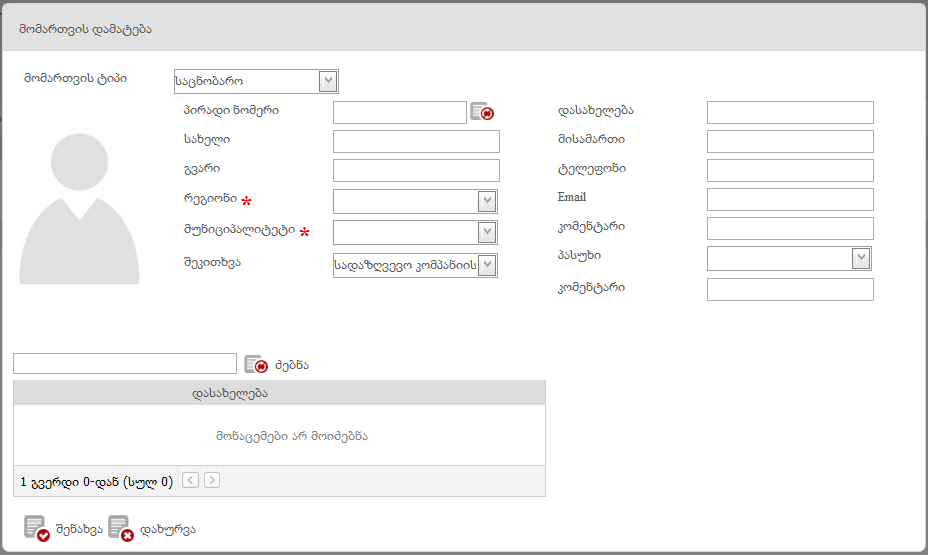 მომართვის დამატება
მომართვის ტიპი
საცნობარო
პირადი ნომერი
სახელი
გვარი
რეგიონი *
მუნიციპალიტეტი *
შეკითხვა
სადაზღვევო კომპანიის
დასახელება
მისამართი
ტელეფონი
Email
კომენტარი
პასუხი
კომენტარი
ძებნა
დასახელება
მონაცემები არ მოიძებნა
1 გვერდი 0-დან (სულ 0)
შენახვა დახურვა